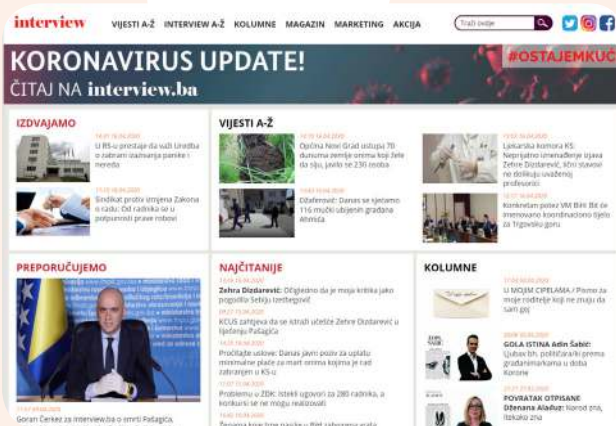 interview
VIJESTI A-Ž INTERVIEW A-Ž KOLUMNE MAGAZIN MARKETING AKCIJA
Traži ovdje
KORONAVIRUS UPDATE!
#OSTAJEMKUĆ
ČITAJ NA interview.ba
IZDVAJAMO
U RS-u prestaje da važi Uredba
o zabrani izazivanja panike i
nereda
Sindikat protiv izmjena Zakona
o radu: Od radnika se u
potpunosti prave robovi
VIJESTI A-Ž
Općina Novi Grad ustupa 70
dunuma zemlje onima koji žele
da siju, javilo se 230 osoba
Džaferović: Danas se sjećamo
116 mučki ubijenih građana
Ahmića
Ljekarska komora KS:
Neprijatno iznenađenje izjava
Zehre Dizdarević, lični stavovi
ne dolikuju uvaženoj
profesorici
Konkretan potez VM BiH: Bit će
imenovano koordinaciono tijelo
za Trgovsku goru
PREPORUČUJEMO
Goran Čerkez za Interview.ba o smrti Pašagića,
NAJČITANIJE
Zehra Dizdarević: Očigledno da je moja kritika jako
pogodila Sebiju Izetbegović
KCUS zahtjeva da se istraži učešće Zehre Dizdarević u
liječenju Pašagića
Pročitajte uslove: Danas javni poziv za uplatu
minimalne plaće za mart onima kojima je rad
zabranjen u KS-u
Problemu u ZDK: Istekli ugovori za 280 radnika, a
konkursi se ne mogu realizovati
KOLUMNE
U MOJIM CIPELAMA / Pismo za
moje roditelje koji ne znaju da
sam gej
GOLA ISTINA Adin Šabić:
Ljubav bh. političara/ki prema
građanima/kama u doba
Korone
POVRATAK OTPISANE
Dženana Alađuz: Narod zna,
itekako zna